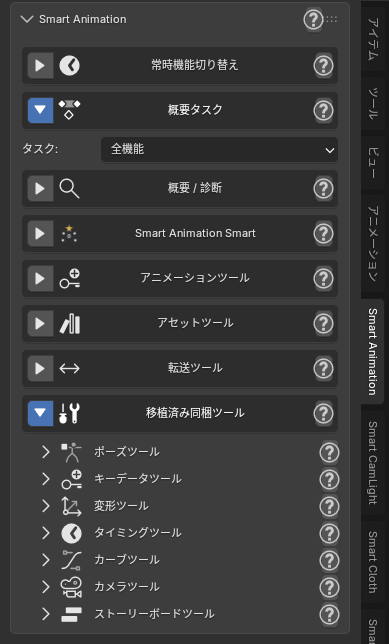 Smart Animation
常時機能切り替え
概要タスク
タスク:
全機能
概要 / 診断
Smart Animation Smart
アニメーションツール
アセットツール
転送ツール
移植済み同梱ツール
ポーズツール
キーデータツール
変形ツール
タイミングツール
カーブツール
カメラツール
ストーリーボードツール
アイテム
ツール
ビュー
アニメーション
Smart Animation
Smart CamLight
Smart Cloth
Smar